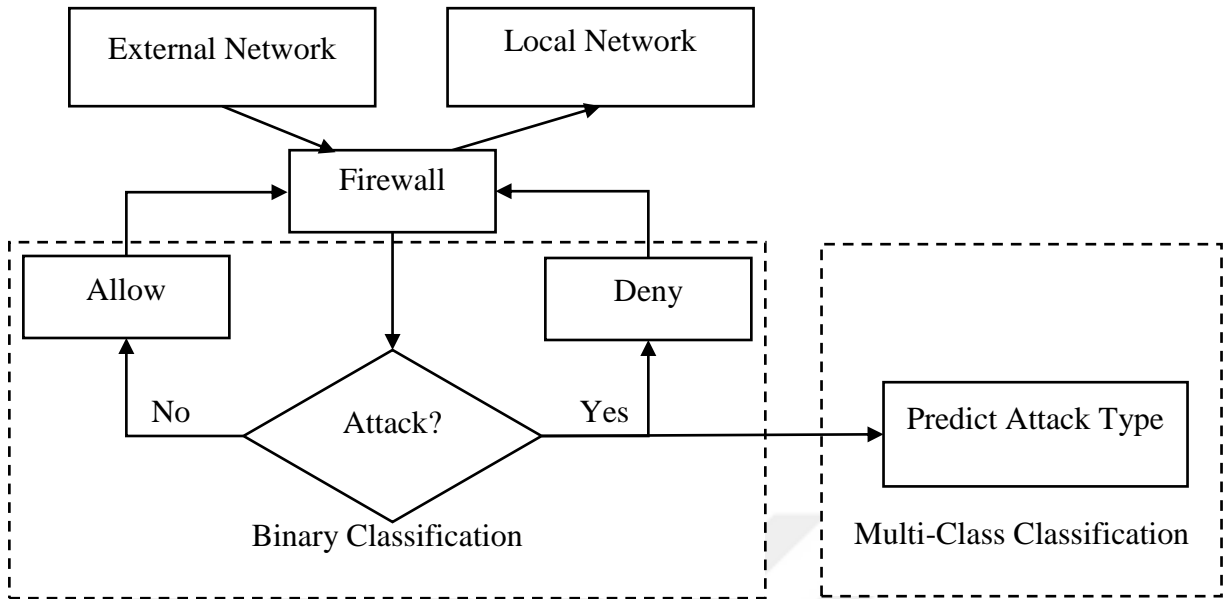 External Network
Local Network
Firewall
Allow
Deny
No
Attack?
Yes
Predict Attack Type
Binary Classification
Multi-Class Classification